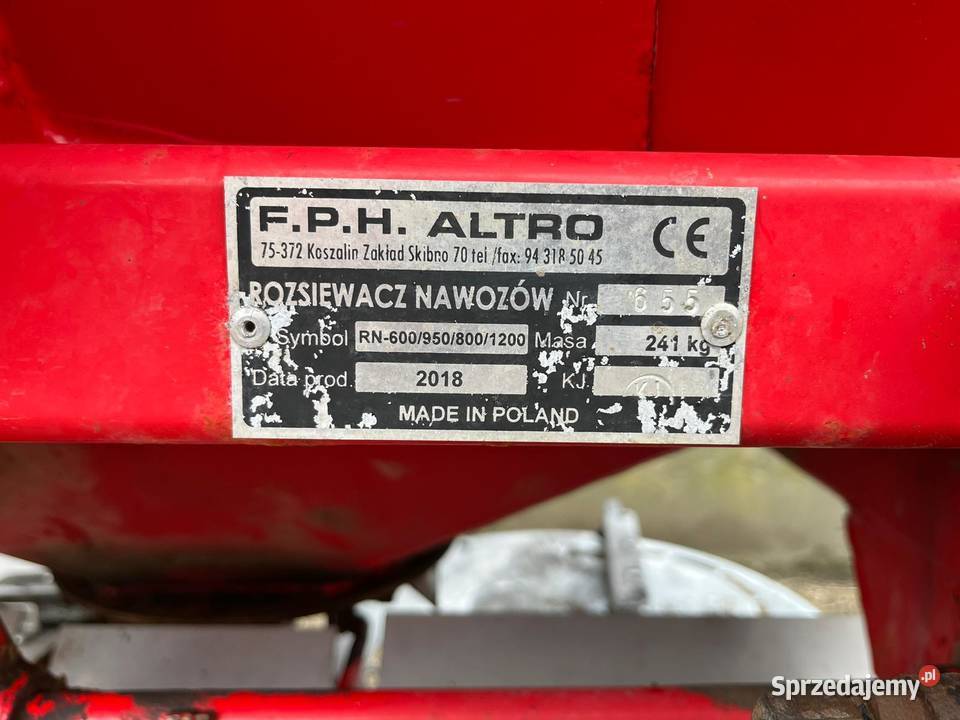 F.P.H. ALTRO CE
75-372 Koszalin Zakład Skibno 70 tel /fax: 94 318 50 45
ROZSIEWACZ NAWOZÓW Nr 655
Symbol RN-600/950/800/1200 Masa 241 kg
Data prod. 2018 KJ KJ
MADE IN POLAND
Sprzedajemy.pl